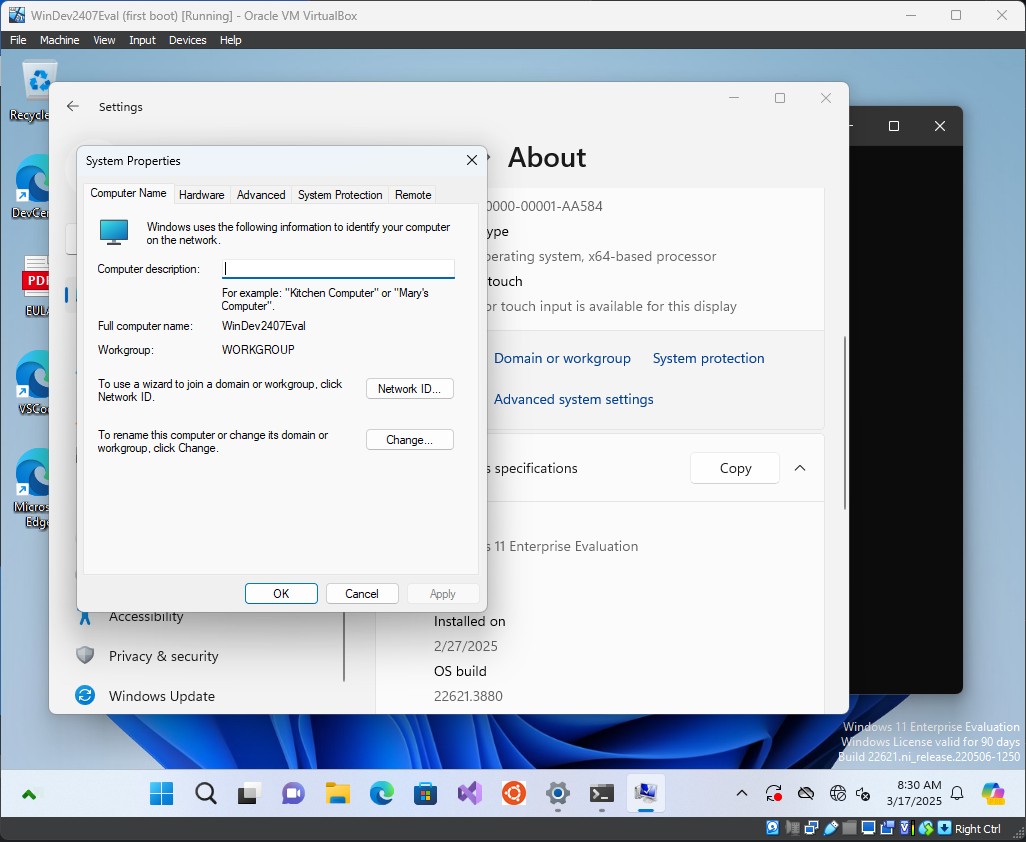 WinDev2407Eval (first boot) [Running] - Oracle VM VirtualBox
File Machine View Input Devices Help
Recycle
DevCen
PDF
EULA
VSCo
Micros
Edge
Settings
About
0000-00001-AA584
ype
perating system, x64-based processor
touch
or touch input is available for this display
Domain or workgroup System protection
Advanced system settings
s specifications
Copy
s 11 Enterprise Evaluation
Installed on
2/27/2025
OS build
22621.3880
System Properties
Computer Name Hardware Advanced System Protection Remote
Windows uses the following information to identify your computer
on the network.
Computer description:
For example: "Kitchen Computer" or "Mary's
Computer".
Full computer name: WinDev2407Eval
Workgroup: WORKGROUP
To use a wizard to join a domain or workgroup, click
Network ID.
Network ID...
To rename this computer or change its domain or
workgroup, click Change.
Change...
OK Cancel Apply
Accessibility
Privacy & security
Windows Update
Windows 11 Enterprise Evaluation
Windows License valid for 90 days
Build 22621.ni_release.220506-1250
8:30 AM
3/17/2025
Right Ctrl